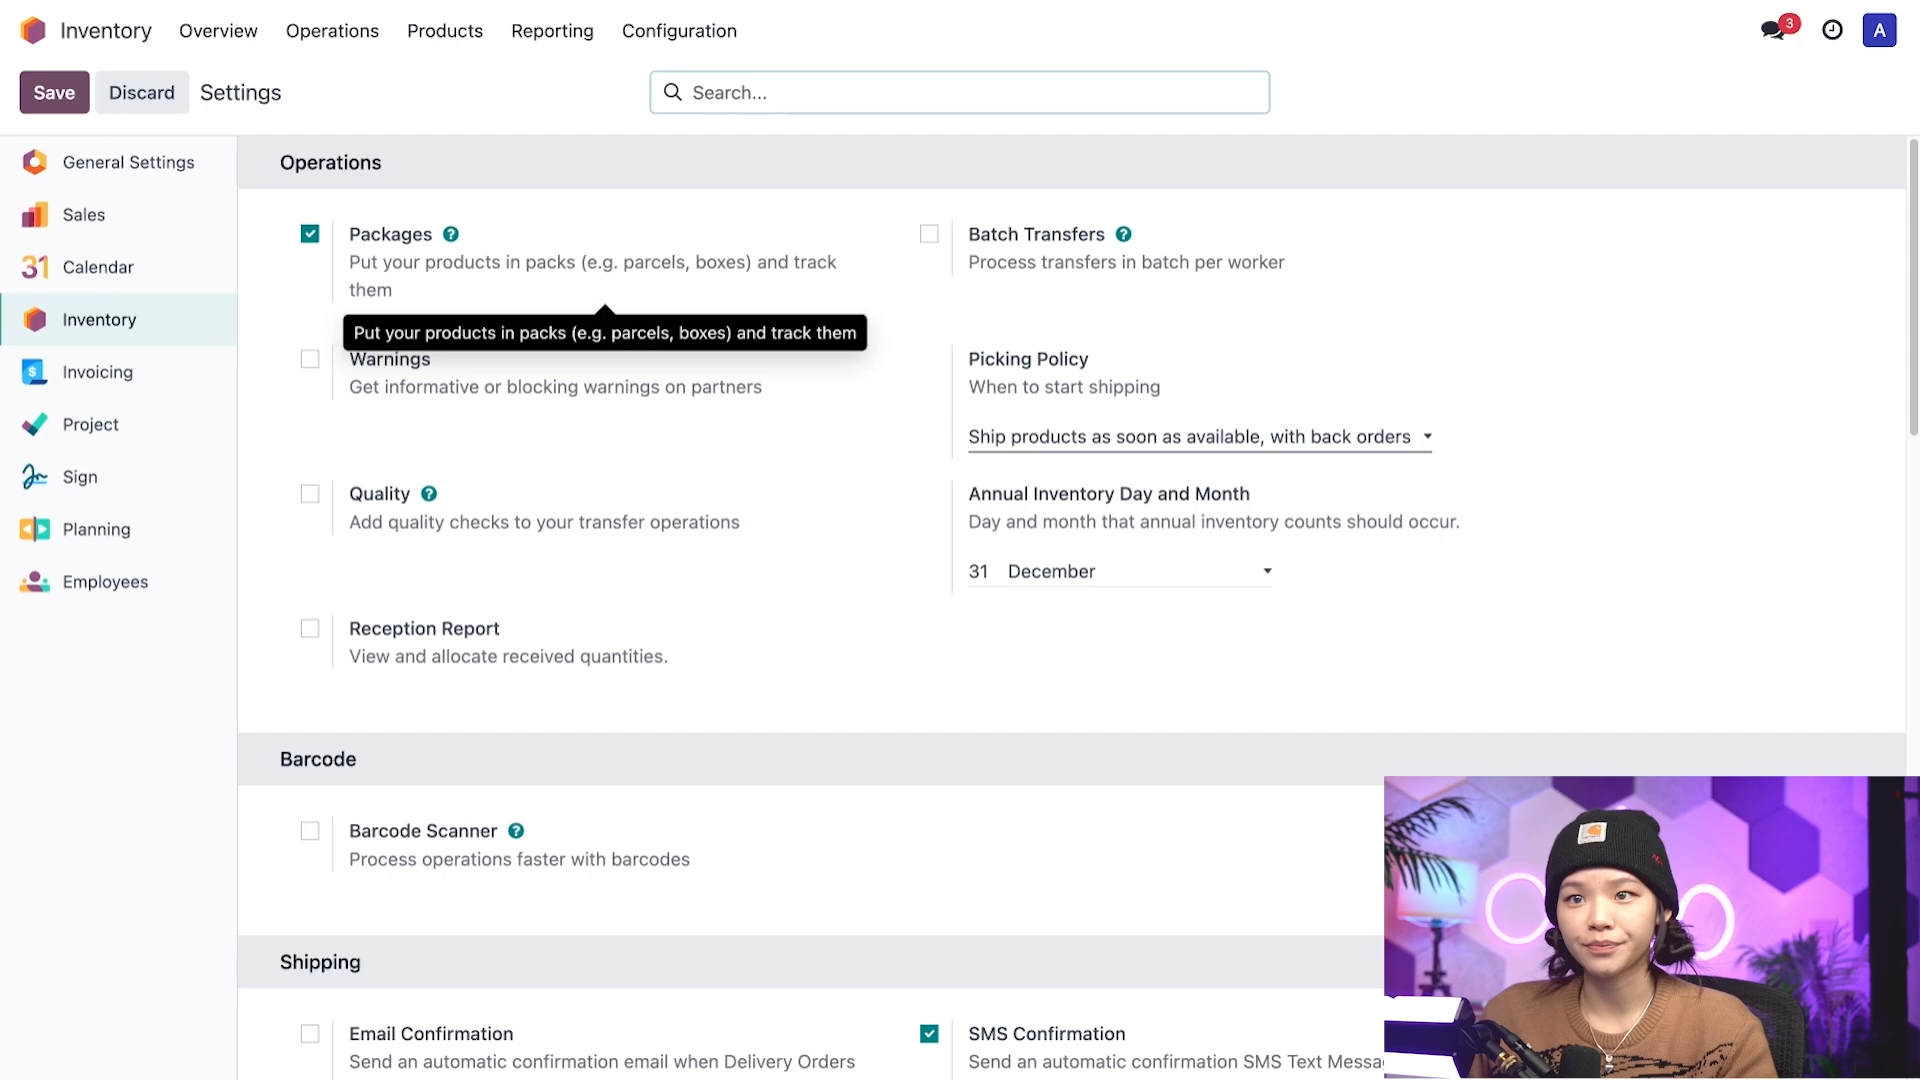 Inventory Overview Operations Products Reporting Configuration 3 A
Save Discard Settings Search...
General Settings
Sales
31 Calendar
Inventory
$ Invoicing
Project
Sign
Planning
Employees
Operations
Packages ?
Put your products in packs (e.g. parcels, boxes) and track
them
Put your products in packs (e.g. parcels, boxes) and track them
Batch Transfers ?
Process transfers in batch per worker
Warnings
Get informative or blocking warnings on partners
Picking Policy
When to start shipping
Ship products as soon as available, with back orders
Quality ?
Add quality checks to your transfer operations
Annual Inventory Day and Month
Day and month that annual inventory counts should occur.
31 December
Reception Report
View and allocate received quantities.
Barcode
Barcode Scanner ?
Process operations faster with barcodes
Shipping
Email Confirmation
Send an automatic confirmation email when Delivery Orders
SMS Confirmation
Send an automatic confirmation SMS Text Messa